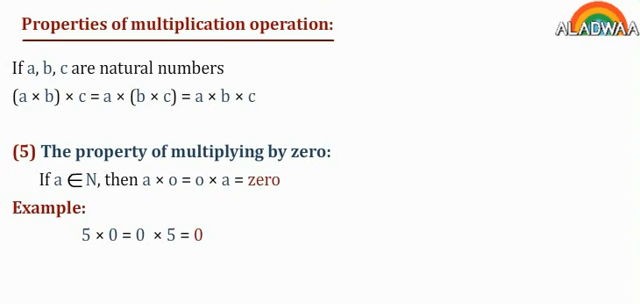 Properties of multiplication operation:
ALADWAA
If a, b, c are natural numbers
(a × b) × c = a × (b × c) = a × b × c
(5) The property of multiplying by zero:
If a ∈ N, then a × o = o × a = zero
Example:
5 × 0 = 0 × 5 = 0